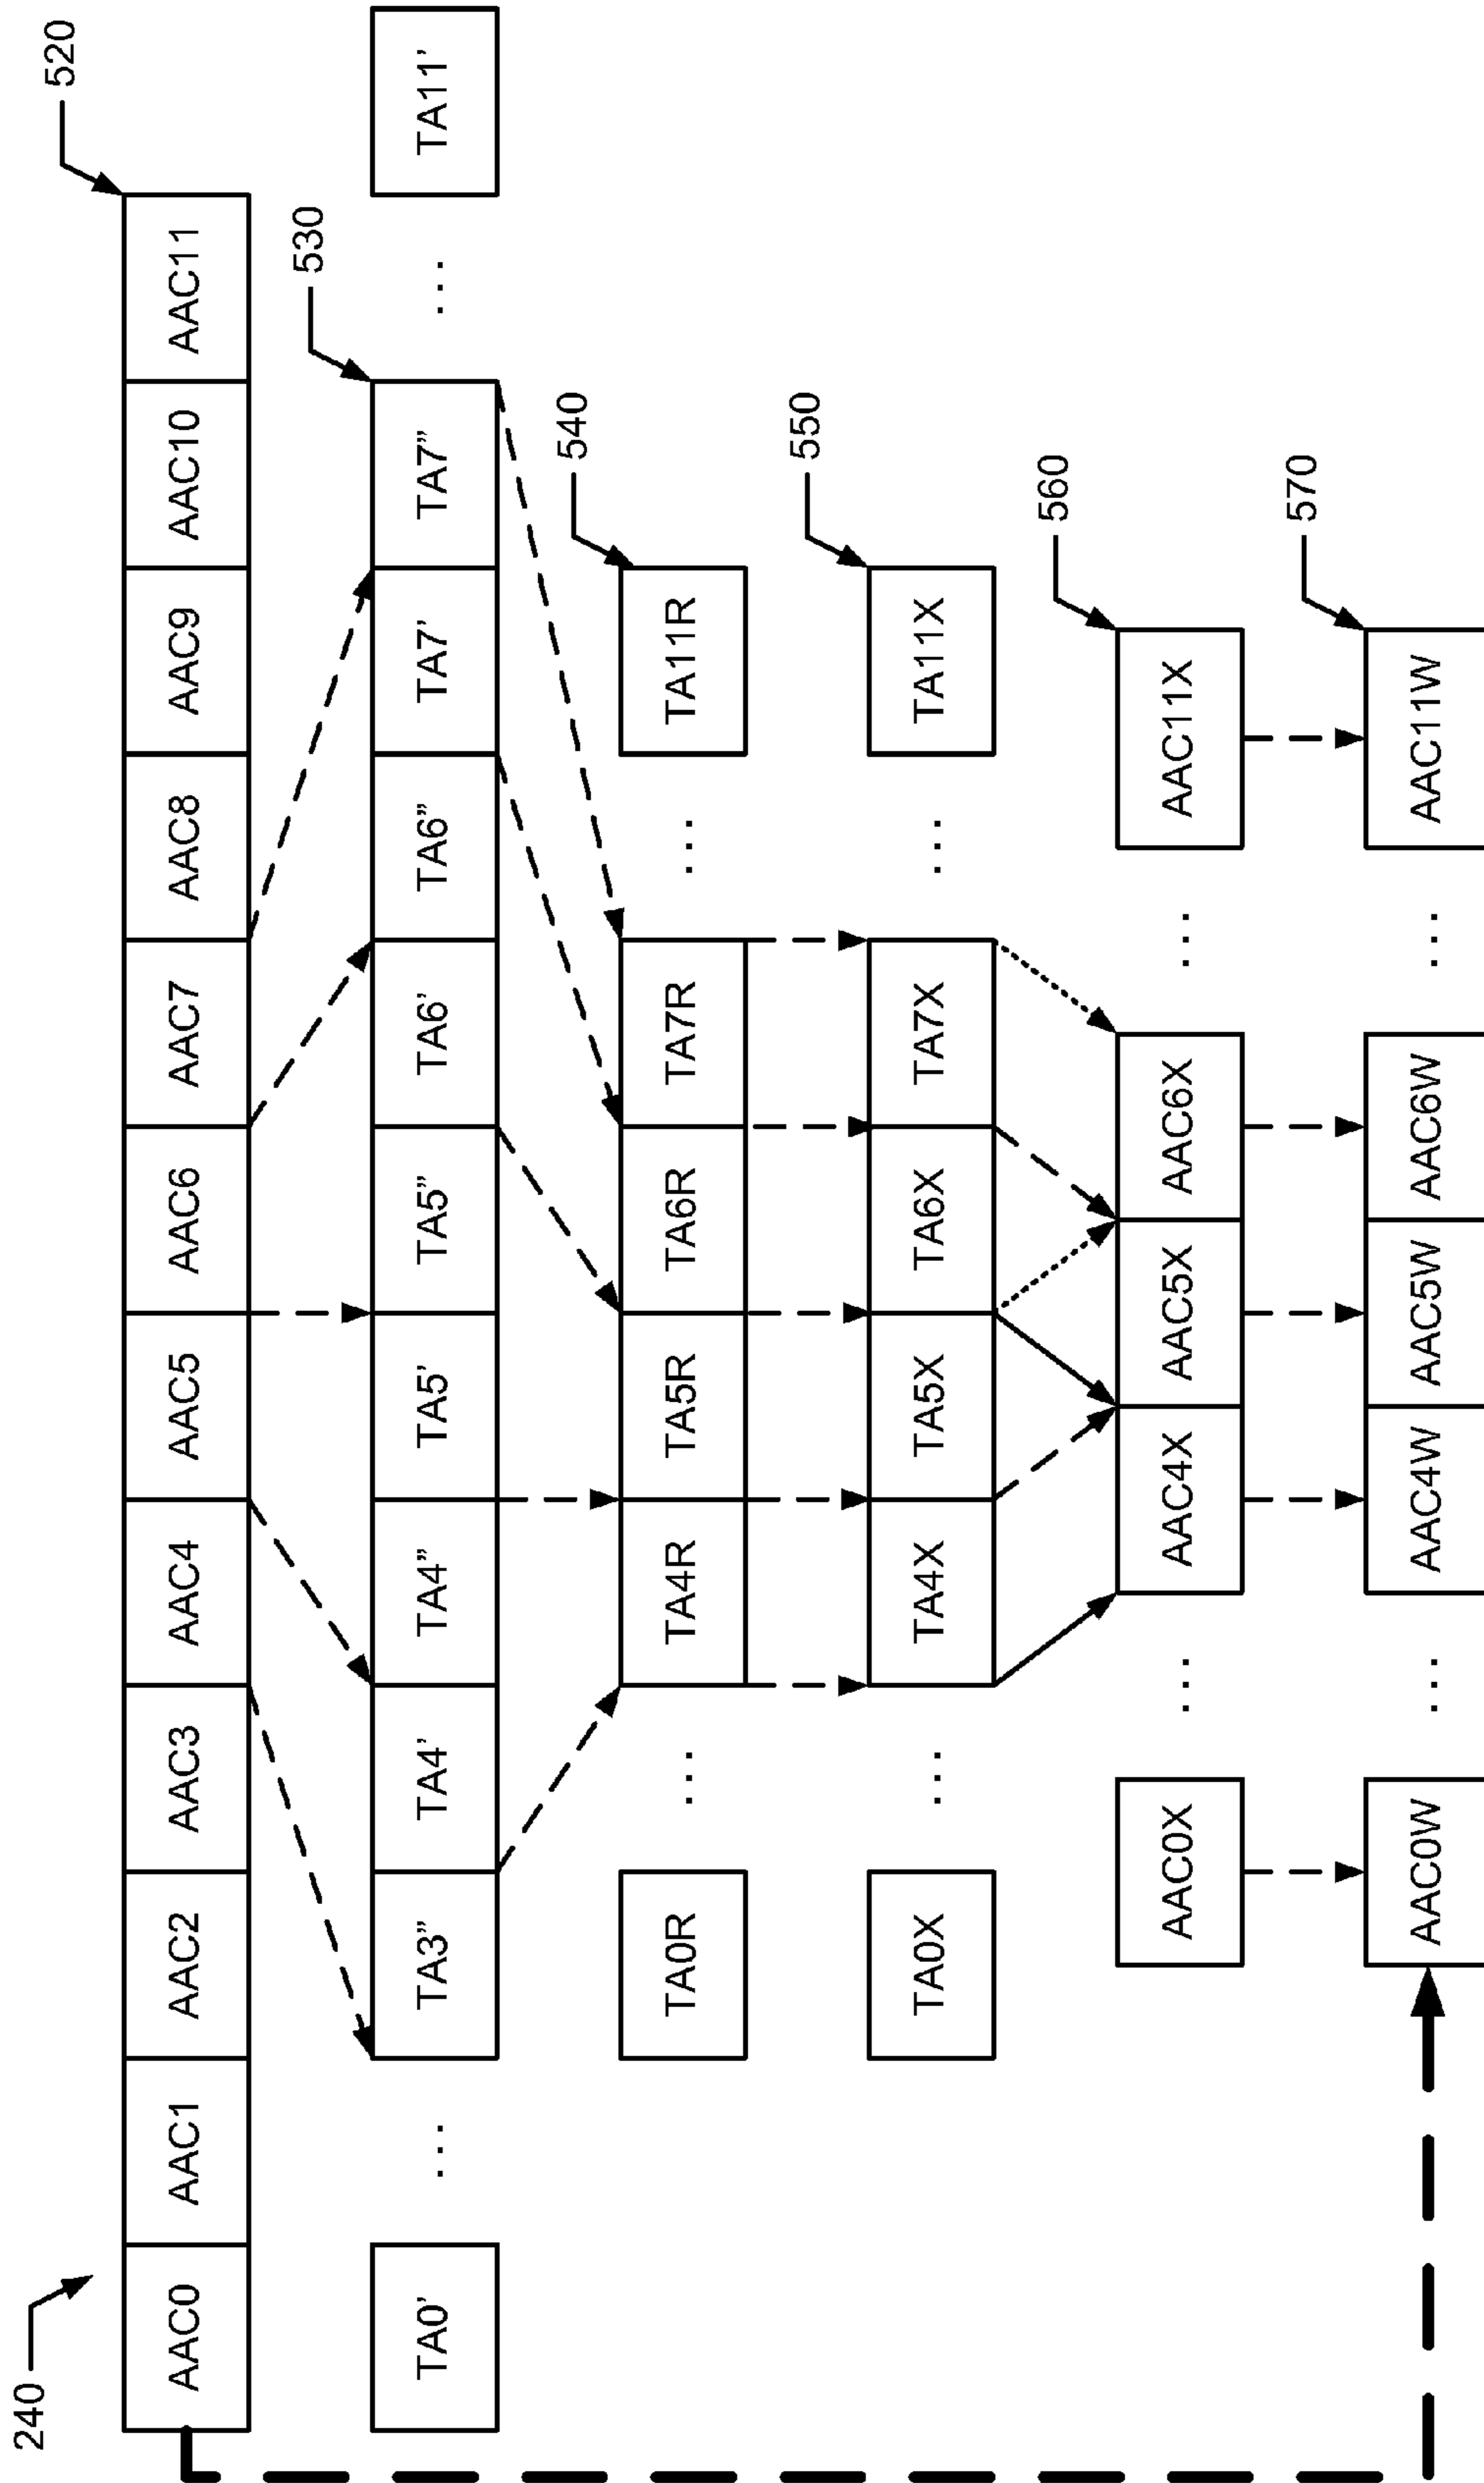 240
520
AAC0 AAC1 AAC2 AAC3 AAC4 AAC5 AAC6 AAC7 AAC8 AAC9 AAC10 AAC11
530
TA0' ... TA3” TA4' TA4” TA5' TA5” TA6' TA6” TA7' TA7” ... TA11'
540
TA0R ... TA4R TA5R TA6R TA7R ... TA11R
550
TA0X ... TA4X TA5X TA6X TA7X ... TA11X
560
AAC0X ... AAC4X AAC5X AAC6X ... AAC11X
570
AAC0W ... AAC4W AAC5W AAC6W ... AAC11W